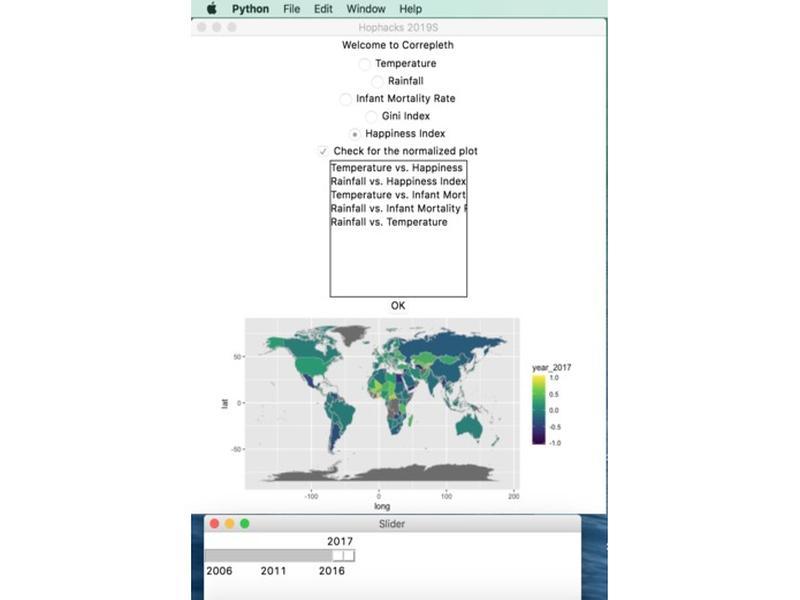 Python File Edit Window Help
Hophacks 2019S
Welcome to Correpleth
Temperature
Rainfall
Infant Mortality Rate
Gini Index
Happiness Index
Check for the normalized plot
Temperature vs. Happiness
Rainfall vs. Happiness Index
Temperature vs. Infant Mort
Rainfall vs. Infant Mortality
Rainfall vs. Temperature
OK
year_2017
1.0
0.5
0.0
-0.5
-1.0
50
0
-50
lat
-100 0 100 200
long
Slider
2017
2006 2011 2016